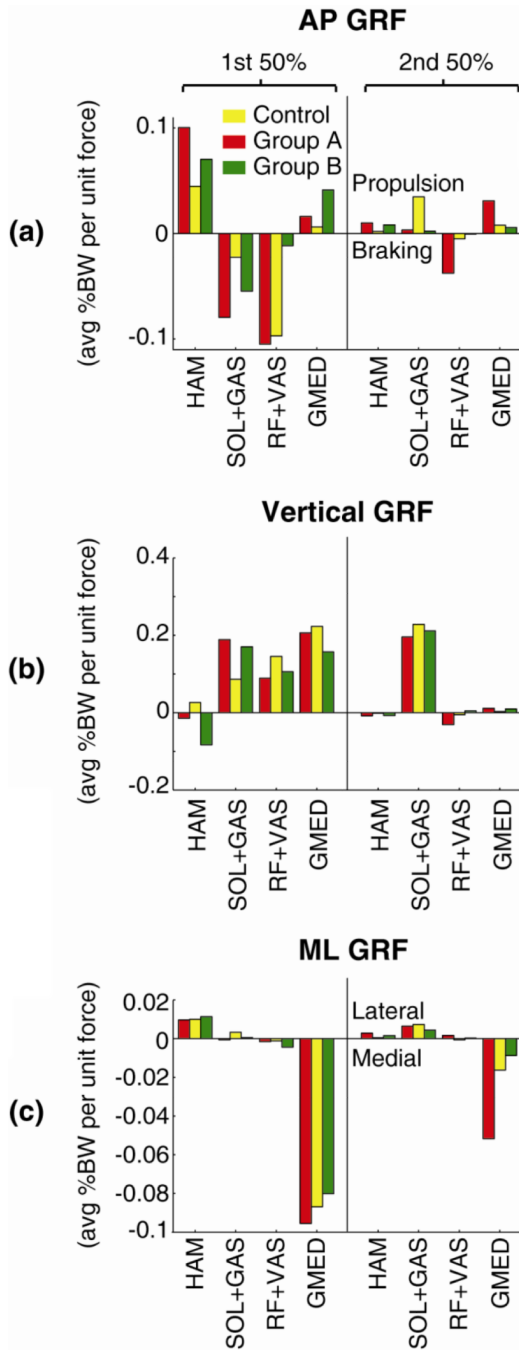 AP GRF
1st 50%
2nd 50%
(a)
(avg %BW per unit force)
0.1
0
-0.1
Control
Group A
Group B
Propulsion
Braking
HAM
SOL+GAS
RF+VAS
GMED
HAM
SOL+GAS
RF+VAS
GMED
Vertical GRF
(b)
(avg %BW per unit force)
0.4
0.2
0
-0.2
HAM
SOL+GAS
RF+VAS
GMED
HAM
SOL+GAS
RF+VAS
GMED
ML GRF
(c)
(avg %BW per unit force)
0.02
0
-0.02
-0.04
-0.06
-0.08
-0.1
Lateral
Medial
HAM
SOL+GAS
RF+VAS
GMED
HAM
SOL+GAS
RF+VAS
GMED